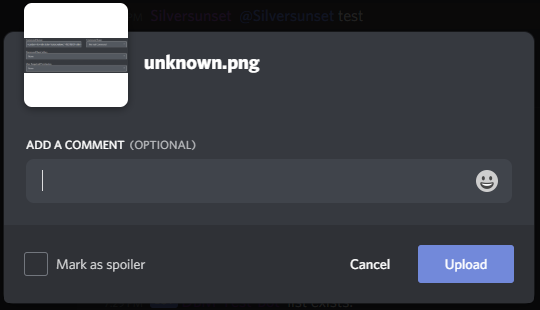 Silversunset @Silversunset test
unknown.png
ADD A COMMENT (OPTIONAL)
Mark as spoiler
Cancel
Upload
list exists.